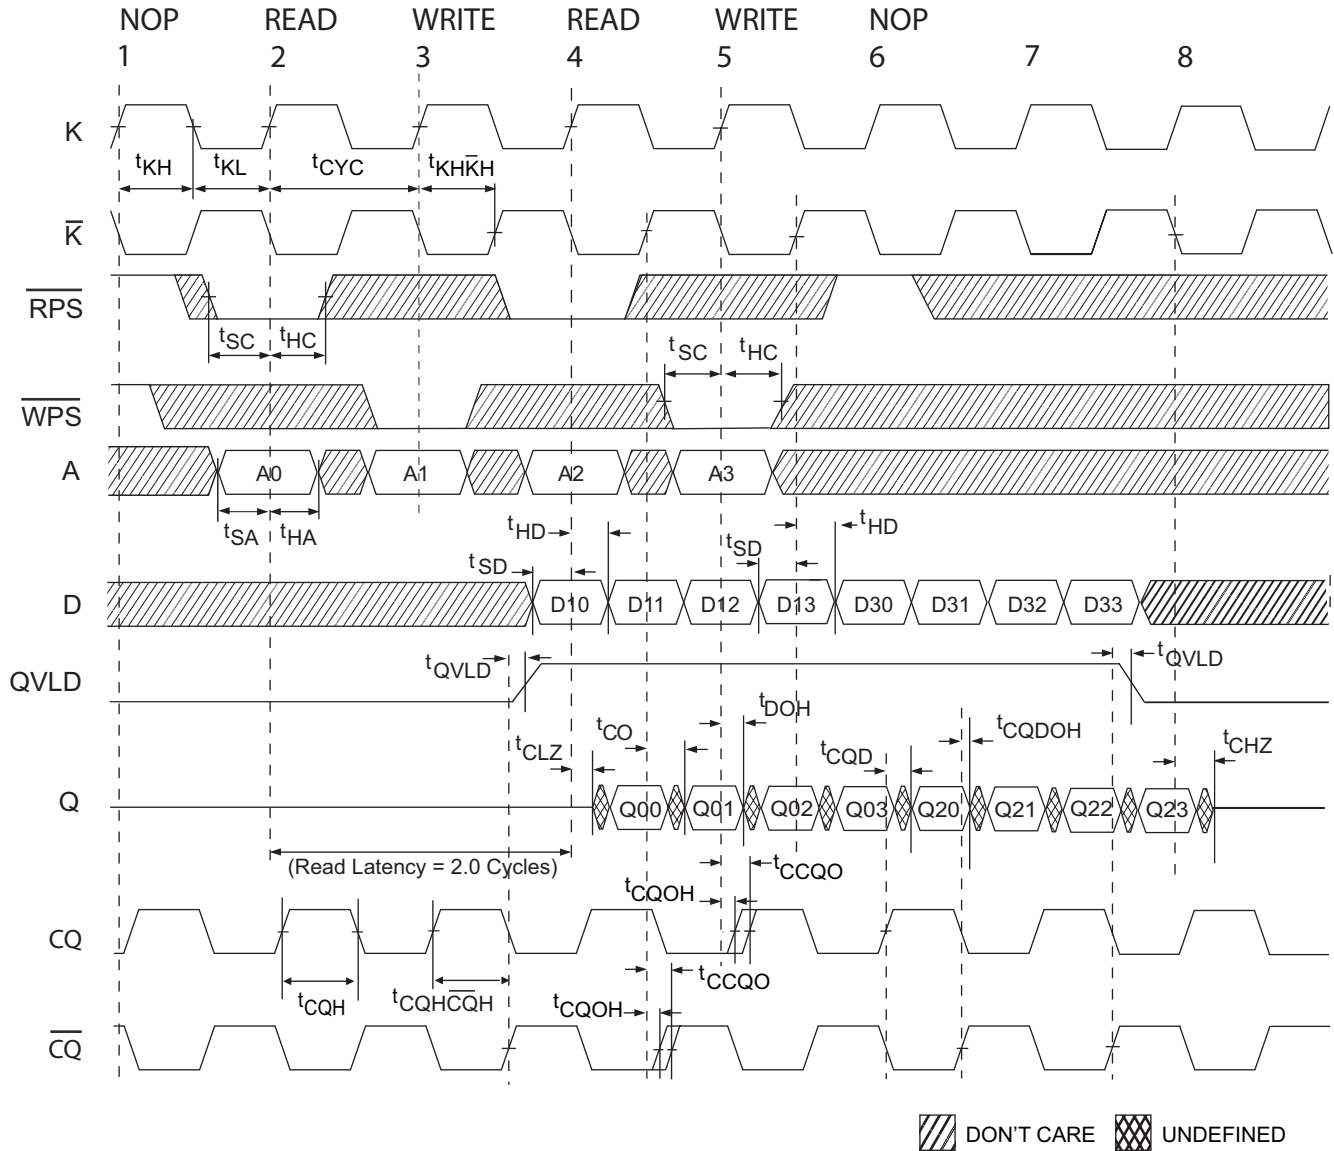 NOP READ WRITE READ WRITE NOP
1 2 3 4 5 6 7 8
K
tKH tKL tCYC tKHK̅H
K̅
R̅P̅S̅
tSC tHC tSC tHC
W̅P̅S̅
A A0 A1 A2 A3
tSA tHA tHD tSD tSD tHD
D D10 D11 D12 D13 D30 D31 D32 D33
QVLD tQVLD tQVLD
tCLZ tCO tDOH tCQD tCQDOH tCHZ
Q Q00 Q01 Q02 Q03 Q20 Q21 Q22 Q23
(Read Latency = 2.0 Cycles)
tCCQO
tCQOH
CQ
tCQH tCQHC̅Q̅H tCCQO
tCQOH
C̅Q̅
DON'T CARE UNDEFINED